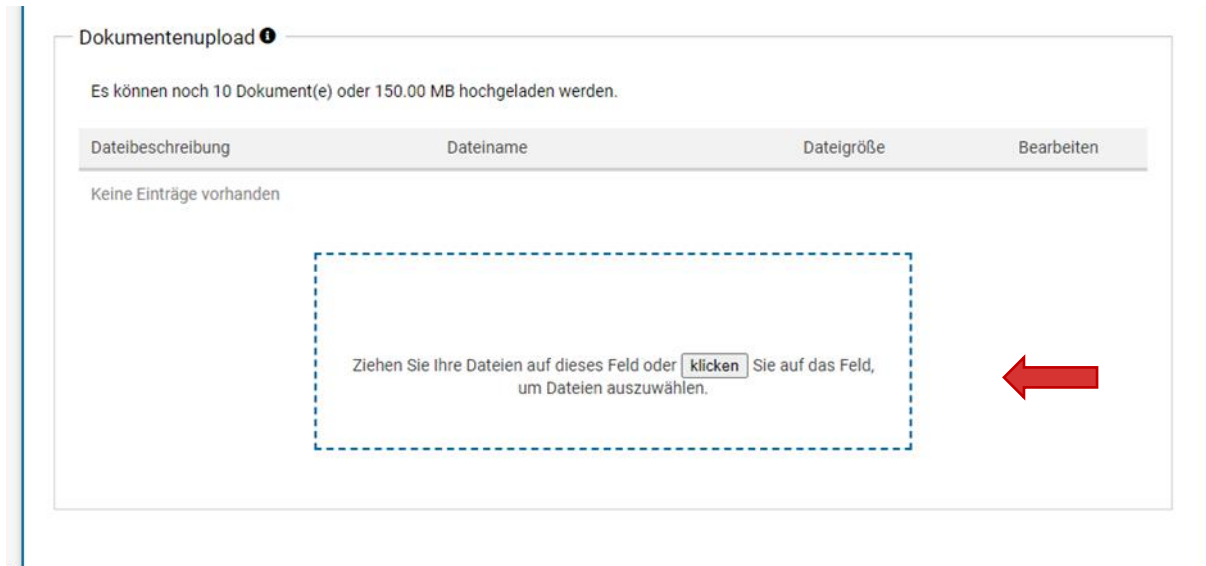 Dokumentenupload
Es können noch 10 Dokument(e) oder 150.00 MB hochgeladen werden.
Dateibeschreibung Dateiname Dateigröße Bearbeiten
Keine Einträge vorhanden
Ziehen Sie Ihre Dateien auf dieses Feld oder klicken Sie auf das Feld,
um Dateien auszuwählen.